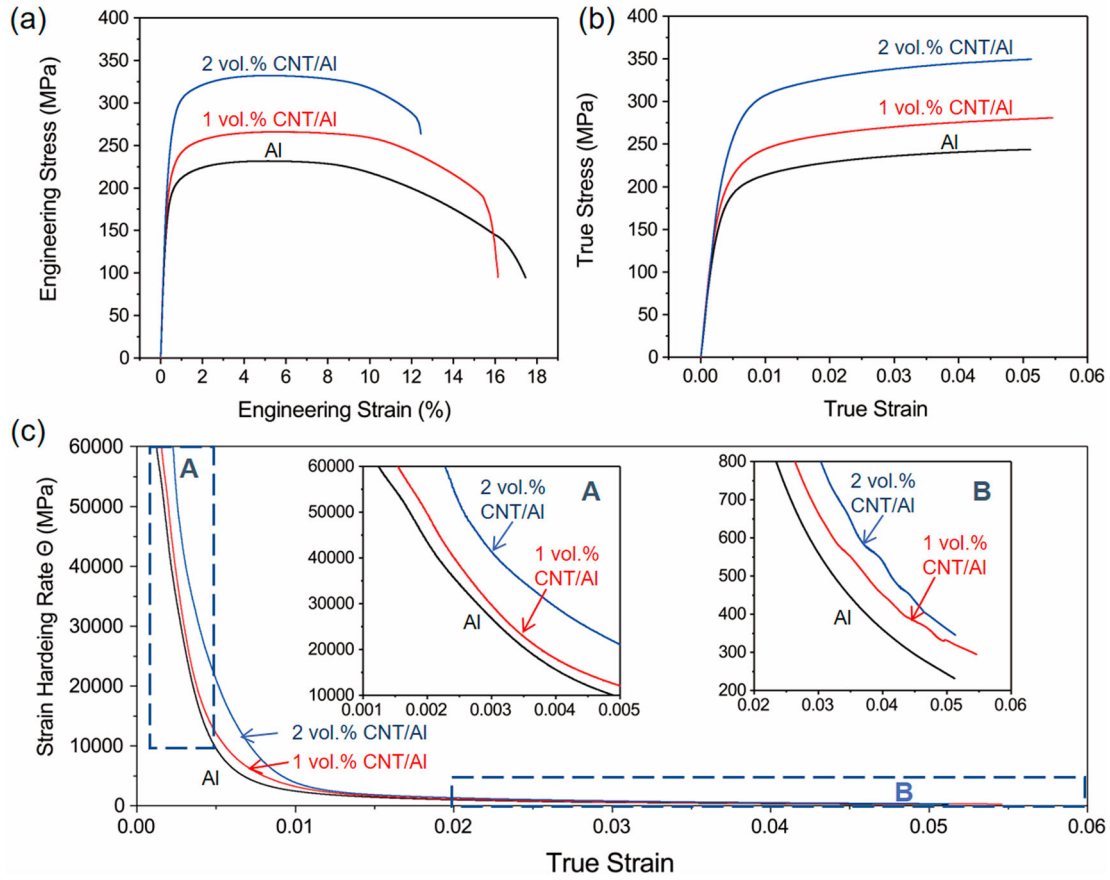 (a)
400
350
300
250
200
150
100
50
0
Engineering Stress (MPa)
2 vol.% CNT/Al
1 vol.% CNT/Al
Al
0 2 4 6 8 10 12 14 16 18
Engineering Strain (%)
(b)
400
350
300
250
200
150
100
50
0
True Stress (MPa)
2 vol.% CNT/Al
1 vol.% CNT/Al
Al
0.00 0.01 0.02 0.03 0.04 0.05 0.06
True Strain
(c)
60000
50000
40000
30000
20000
10000
0
Strain Hardeing Rate Θ (MPa)
A
2 vol.% CNT/Al
1 vol.% CNT/Al
Al
B
0.00 0.01 0.02 0.03 0.04 0.05 0.06
True Strain
60000
50000
40000
30000
20000
10000
A
2 vol.%
CNT/Al
1 vol.%
CNT/Al
Al
0.001 0.002 0.003 0.004 0.005
800
700
600
500
400
300
200
B
2 vol.%
CNT/Al
1 vol.%
CNT/Al
Al
0.02 0.03 0.04 0.05 0.06